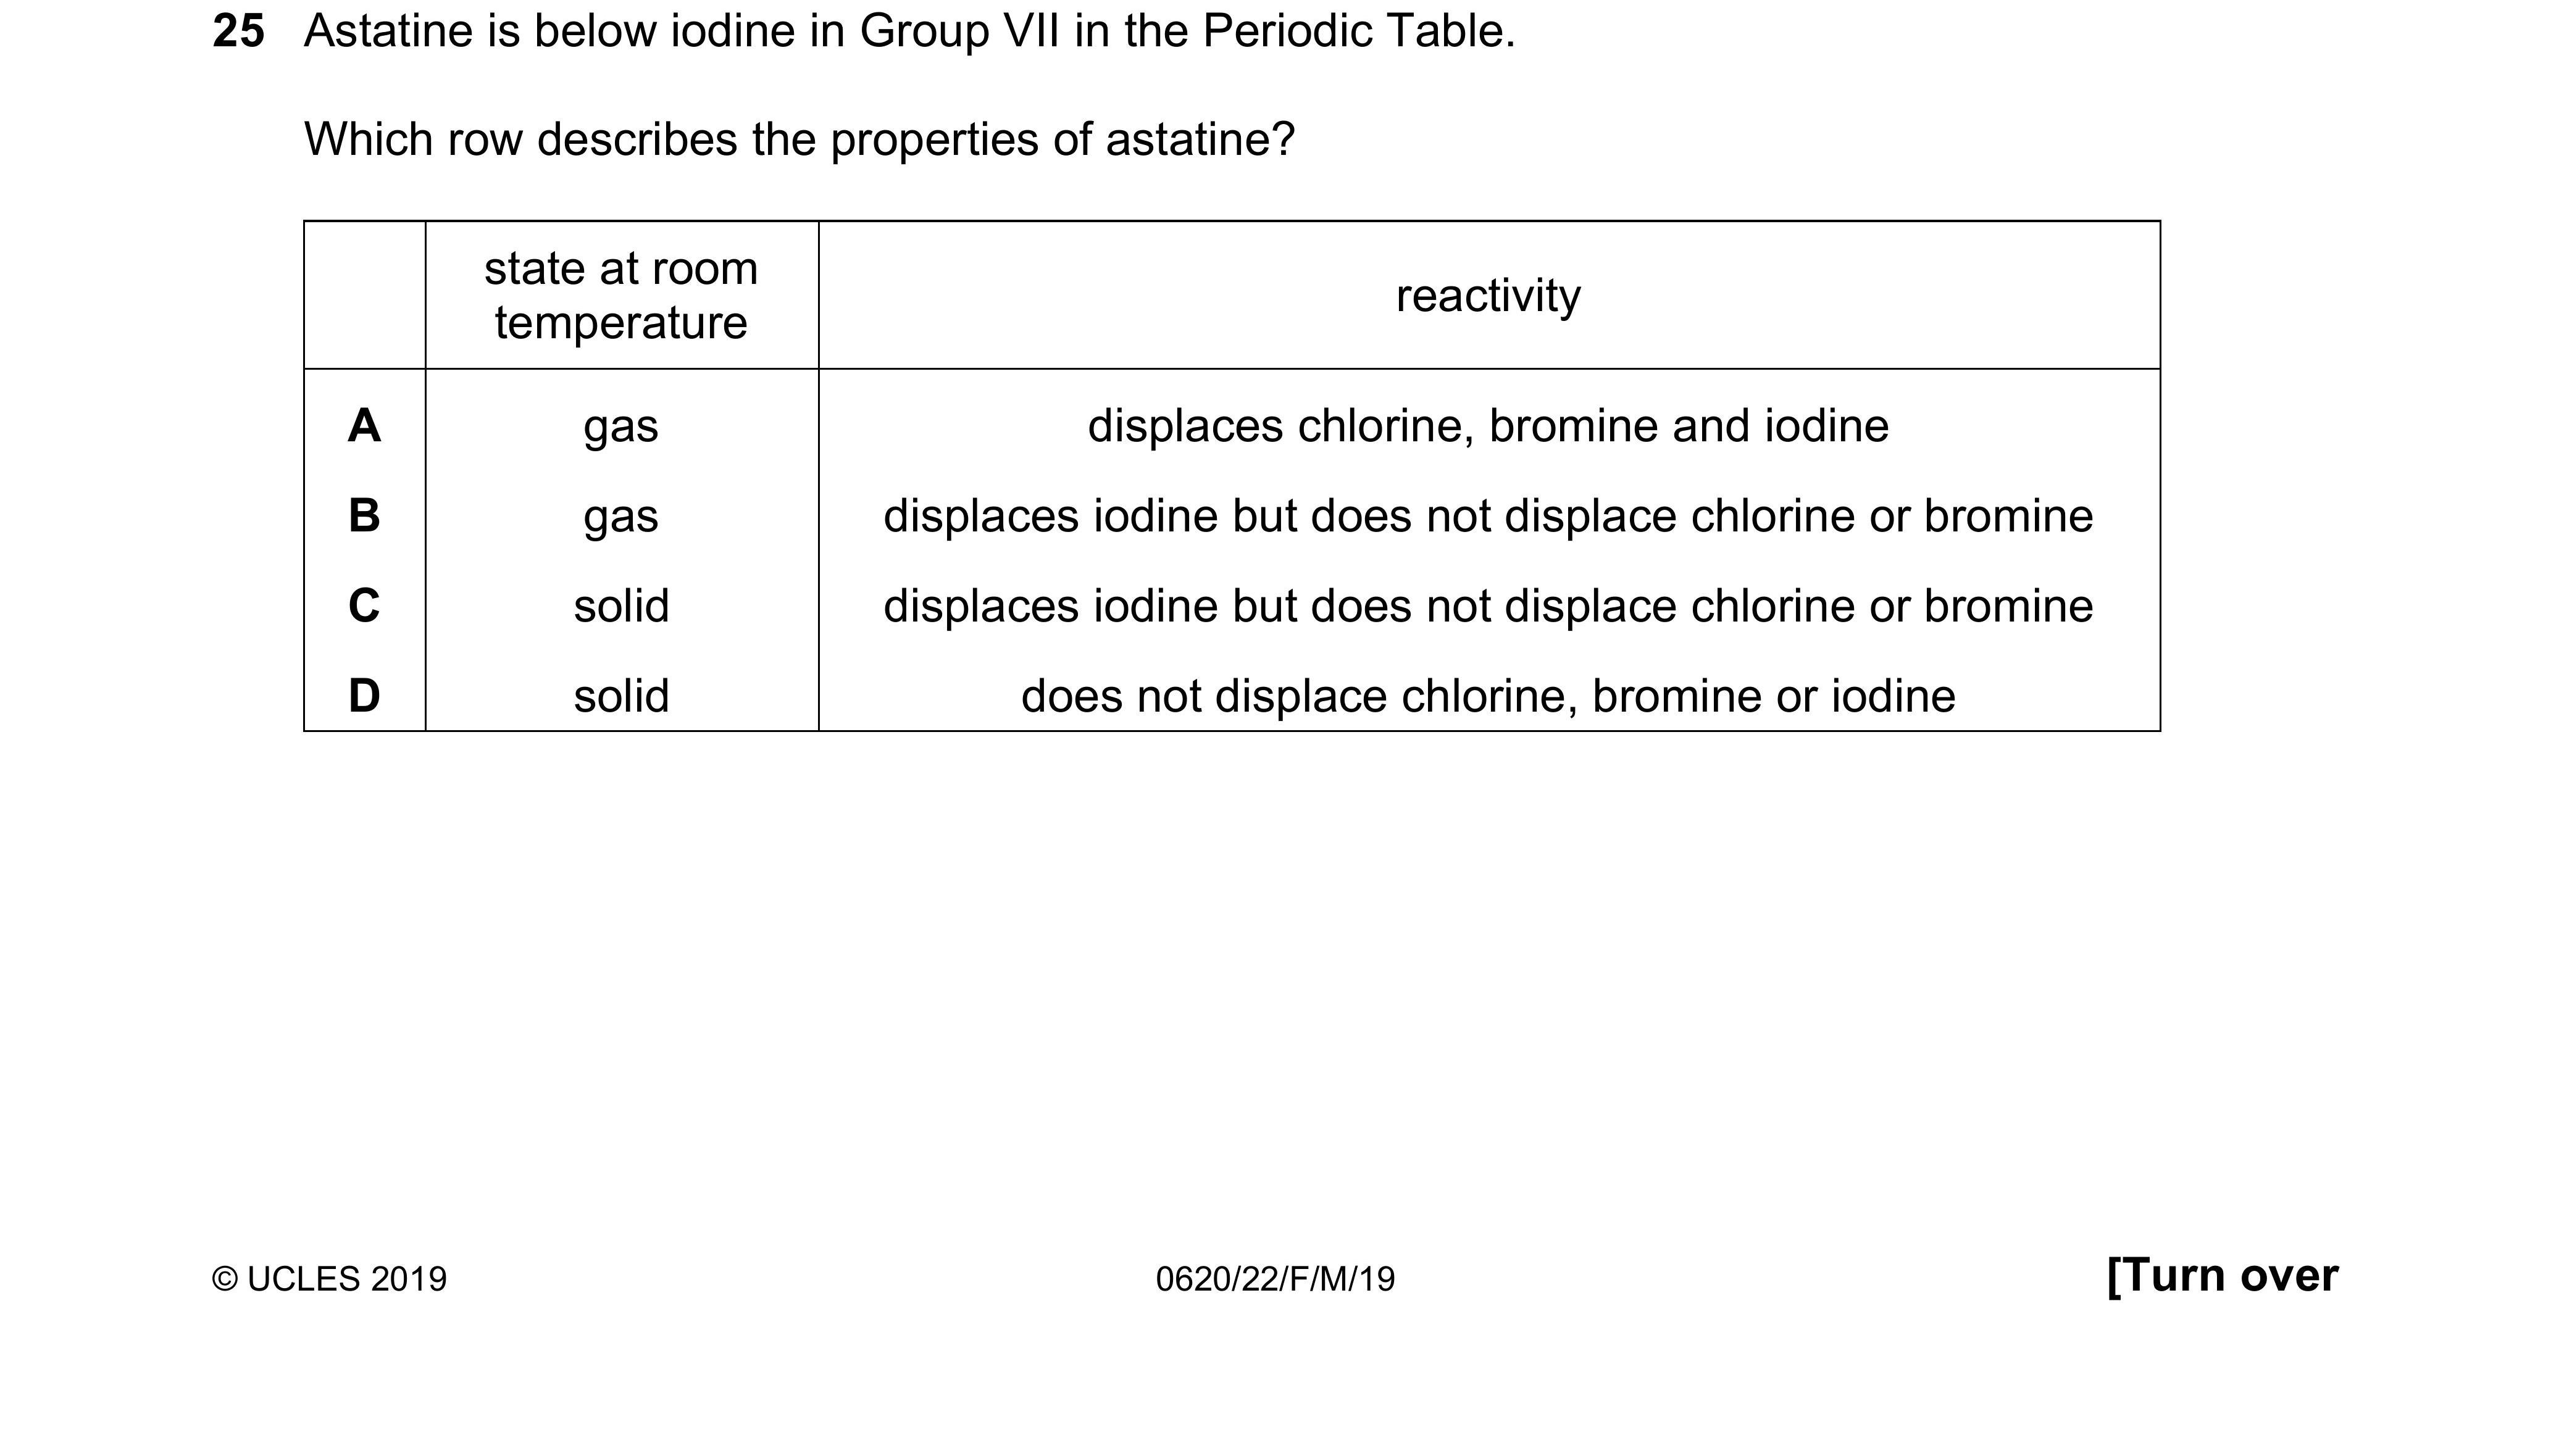 25 Astatine is below iodine in Group VII in the Periodic Table.
Which row describes the properties of astatine?
state at room temperature reactivity
A gas displaces chlorine, bromine and iodine
B gas displaces iodine but does not displace chlorine or bromine
C solid displaces iodine but does not displace chlorine or bromine
D solid does not displace chlorine, bromine or iodine
© UCLES 2019 0620/22/F/M/19 [Turn over